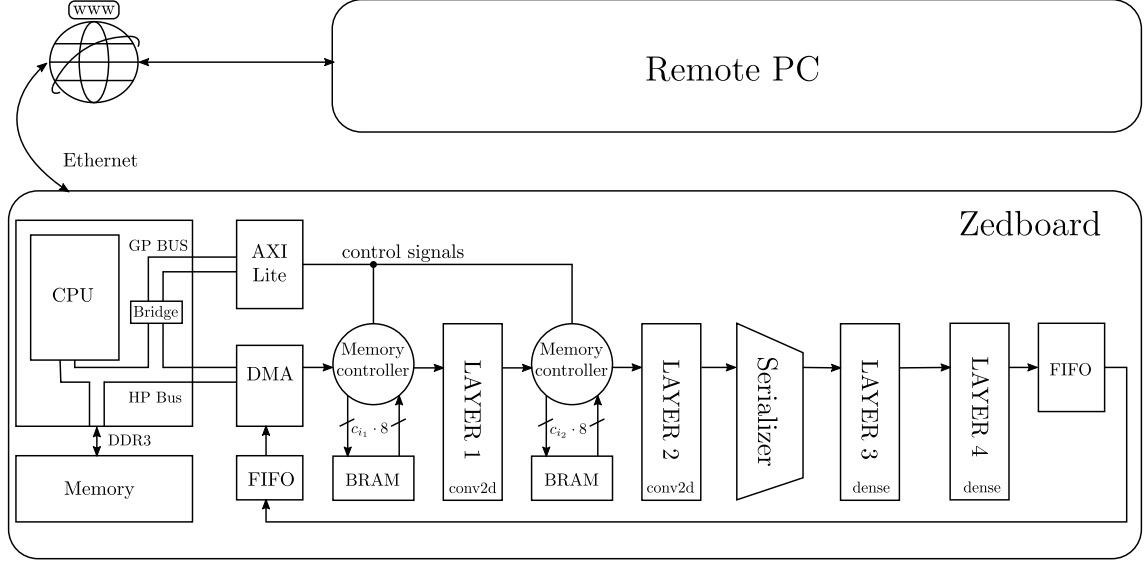 WWW
Remote PC
Ethernet
Zedboard
GP BUS
AXI
Lite
control signals
CPU
Bridge
Memory
controller
Memory
controller
DMA
HP Bus
LAYER 1
LAYER 2
Serializer
LAYER 3
LAYER 4
FIFO
DDR3
c_{i_1} · 8
c_{i_2} · 8
Memory
FIFO
BRAM
conv2d
BRAM
conv2d
dense
dense